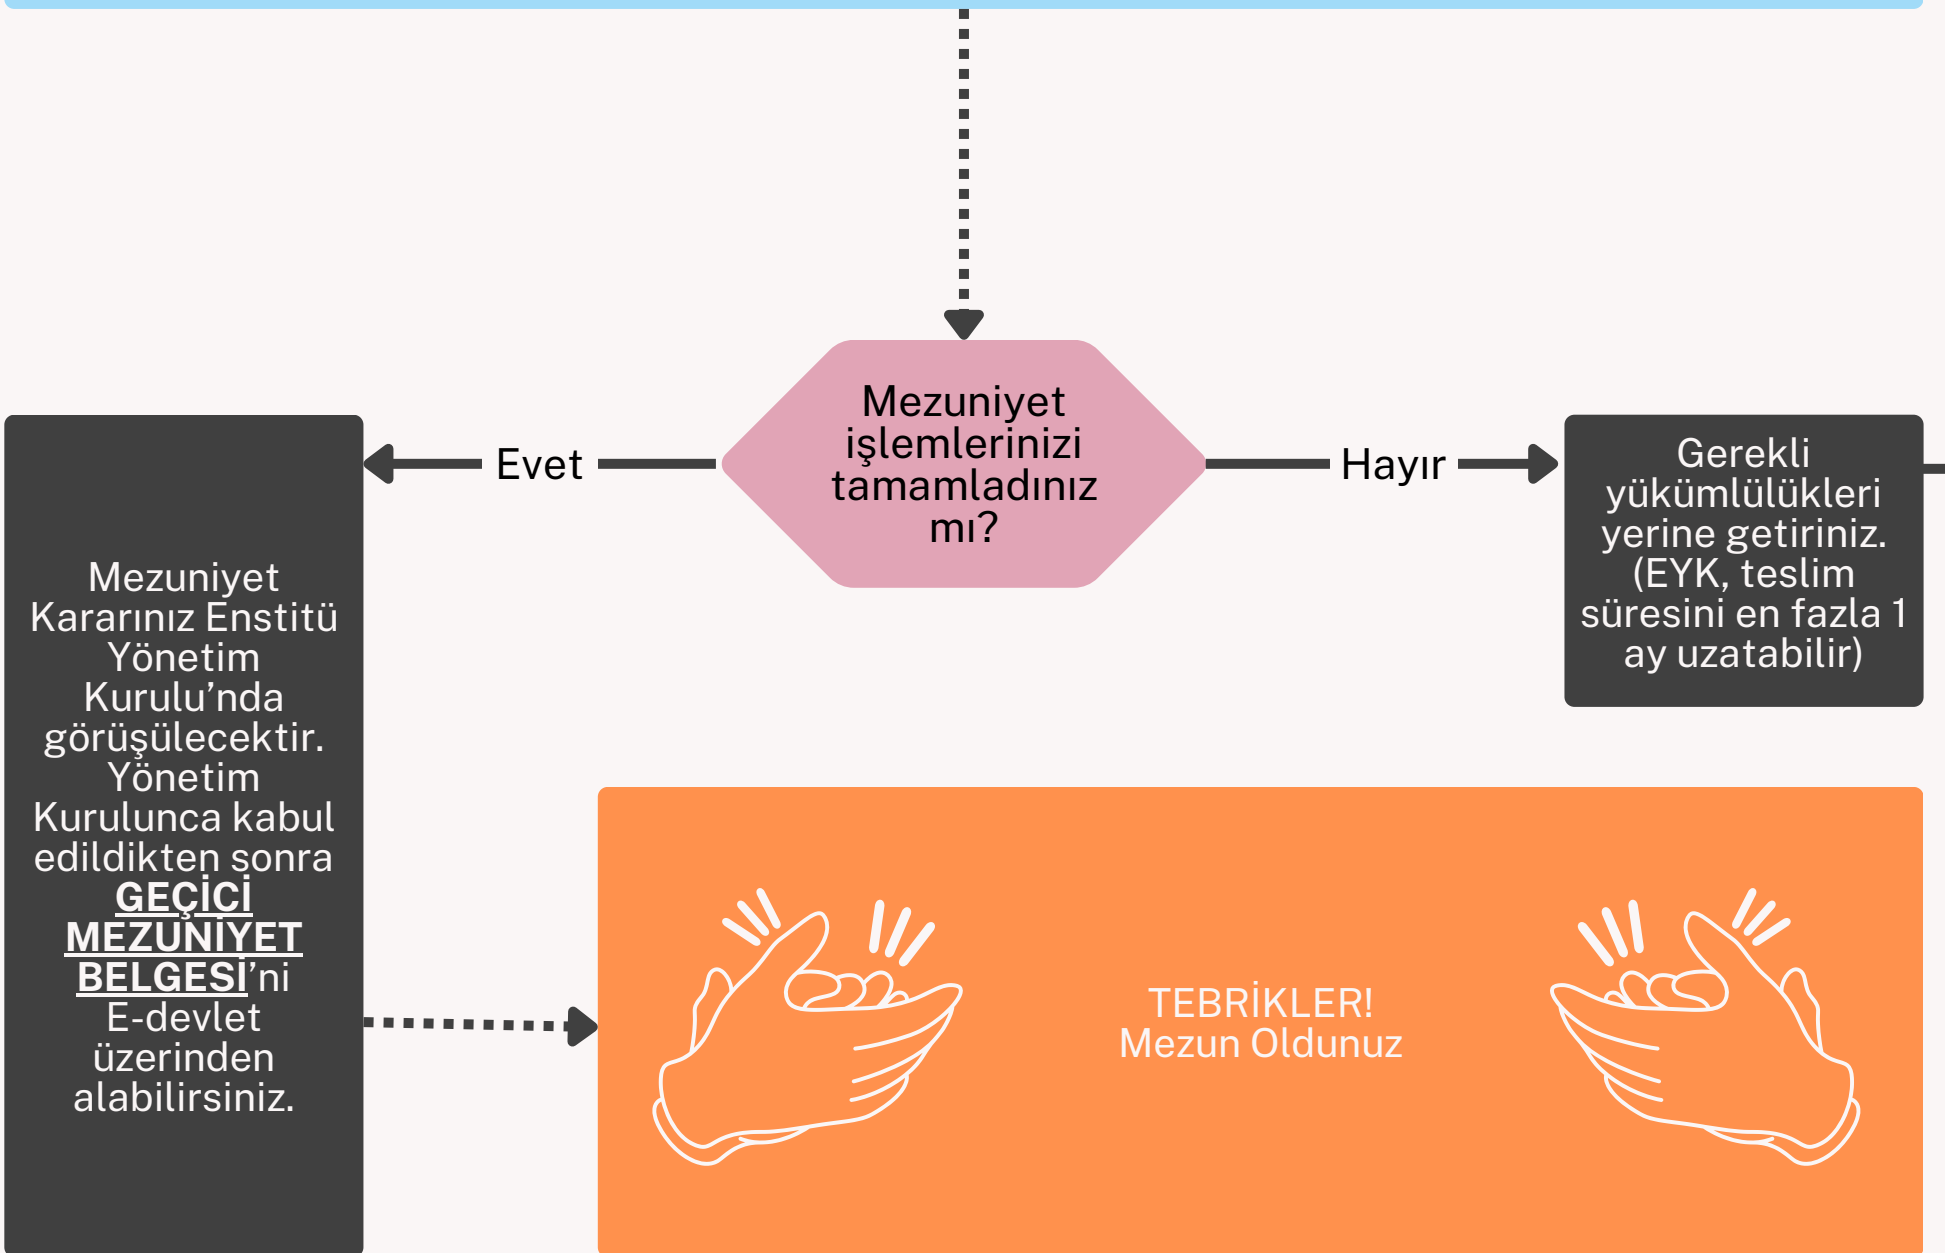 Mezuniyet
işlemlerinizi
tamamladınız
mı?
Evet
Hayır
Gerekli
yükümlülükleri
yerine getiriniz.
(EYK, teslim
süresini en fazla 1
ay uzatabilir)
Mezuniyet
Kararınız Enstitü
Yönetim
Kurulu’nda
görüşülecektir.
Yönetim
Kurulunca kabul
edildikten sonra
GEÇİCİ
MEZUNİYET
BELGESİ’ni
E-devlet
üzerinden
alabilirsiniz.
TEBRİKLER!
Mezun Oldunuz